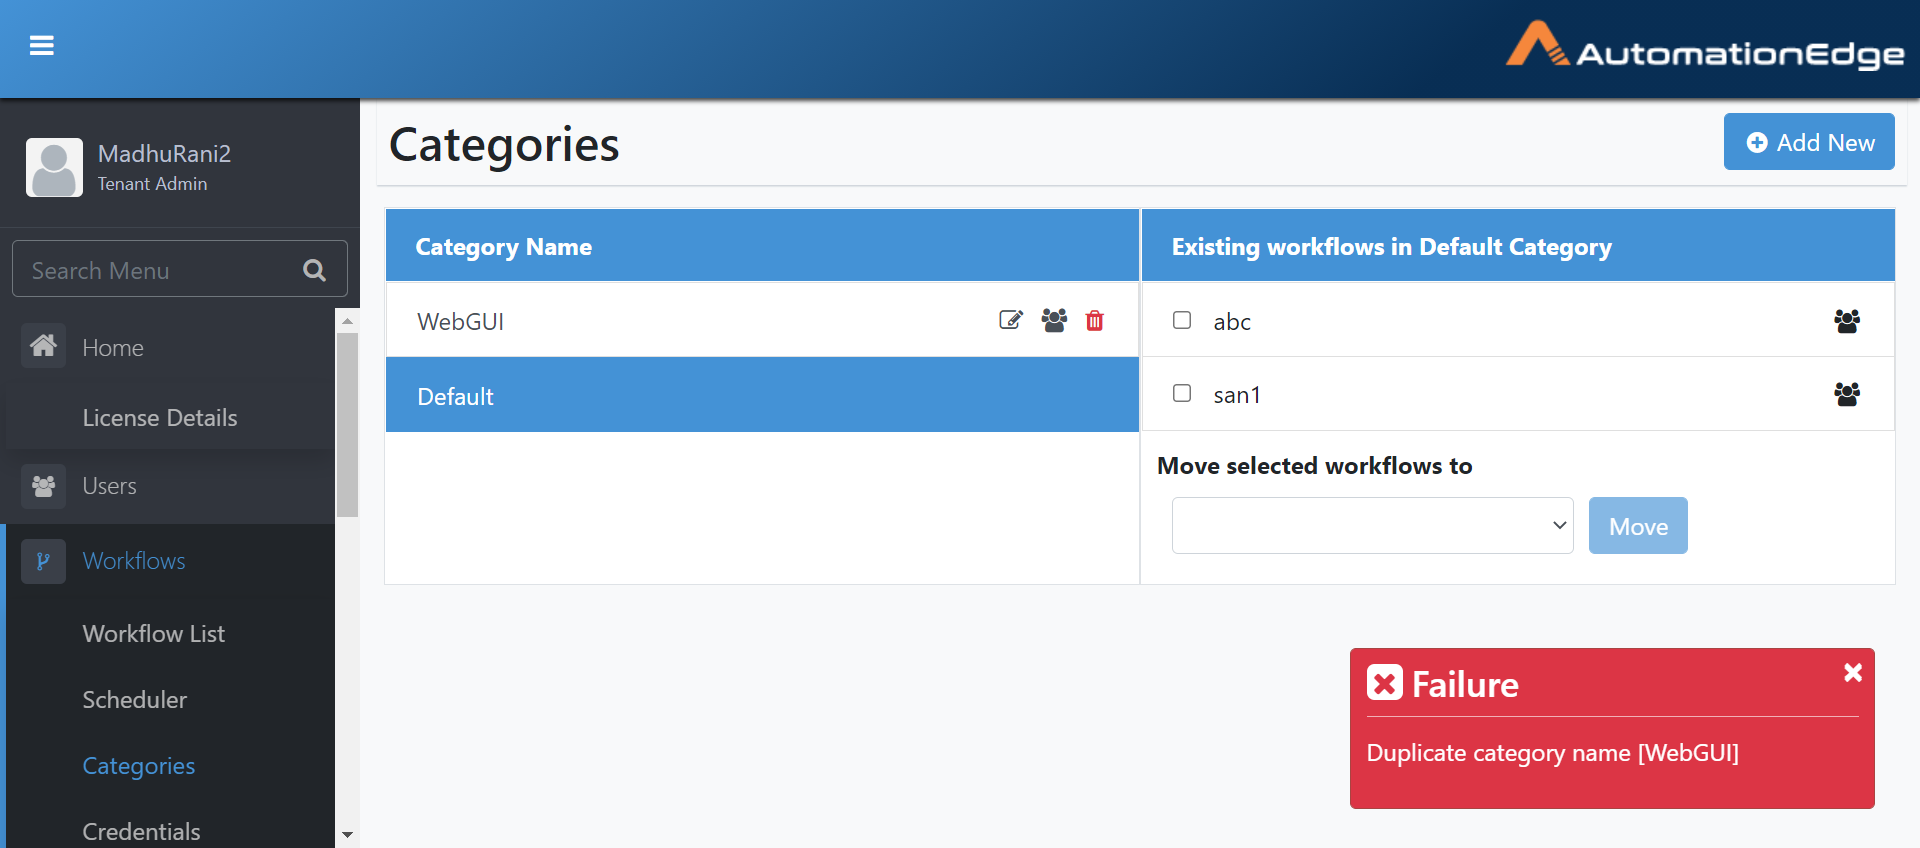 AutomationEdge
MadhuRani2
Tenant Admin
Search Menu
Home
License Details
Users
Workflows
Workflow List
Scheduler
Categories
Credentials
Categories
Add New
Category Name
WebGUI
Default
Existing workflows in Default Category
abc
san1
Move selected workflows to
Move
Failure
Duplicate category name [WebGUI]